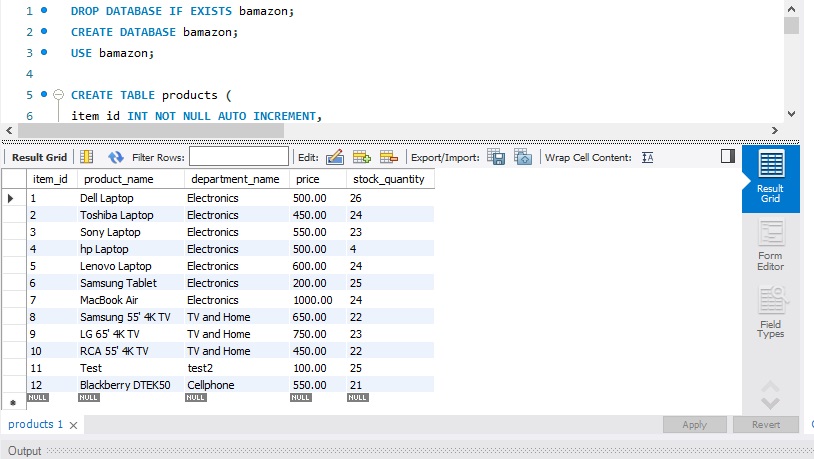 1 DROP DATABASE IF EXISTS bamazon;
2 CREATE DATABASE bamazon;
3 USE bamazon;
4
5 CREATE TABLE products (
6 item id INT NOT NULL AUTO INCREMENT,
Result Grid Filter Rows: Edit: Export/Import: Wrap Cell Content: IA
item_id product_name department_name price stock_quantity
1 Dell Laptop Electronics 500.00 26
2 Toshiba Laptop Electronics 450.00 24
3 Sony Laptop Electronics 550.00 23
4 hp Laptop Electronics 500.00 4
5 Lenovo Laptop Electronics 600.00 24
6 Samsung Tablet Electronics 200.00 25
7 MacBook Air Electronics 1000.00 24
8 Samsung 55' 4K TV TV and Home 650.00 22
9 LG 65' 4K TV TV and Home 750.00 23
10 RCA 55' 4K TV TV and Home 450.00 22
11 Test test2 100.00 25
12 Blackberry DTEK50 Cellphone 550.00 21
NULL NULL NULL NULL NULL
Result
Grid
Form
Editor
Field
Types
products 1 Apply Revert
Output